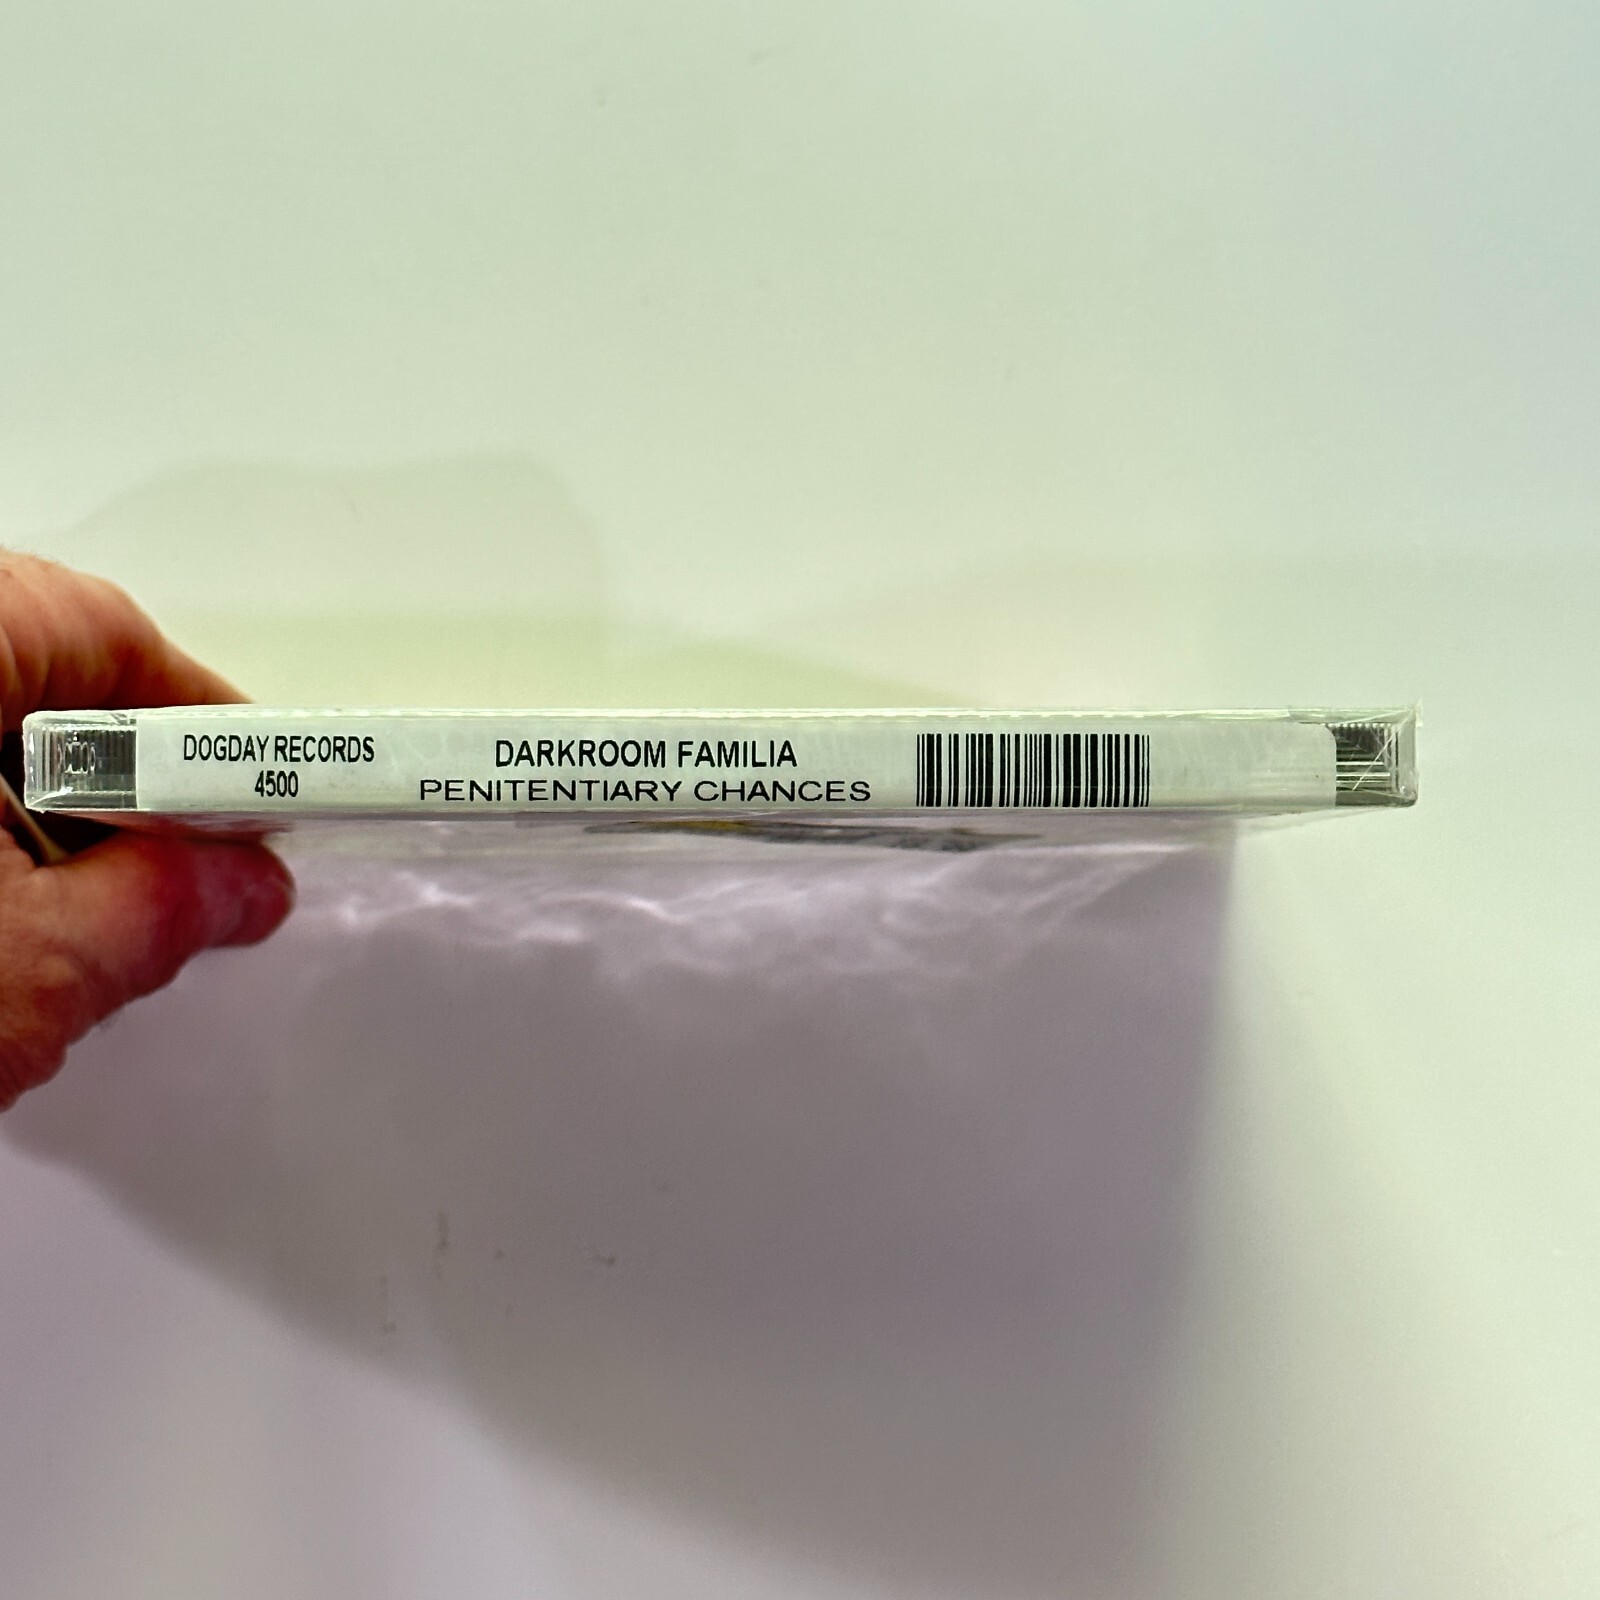 DOGDAY RECORDS
4500
DARKROOM FAMILIA
PENITENTIARY CHANCES